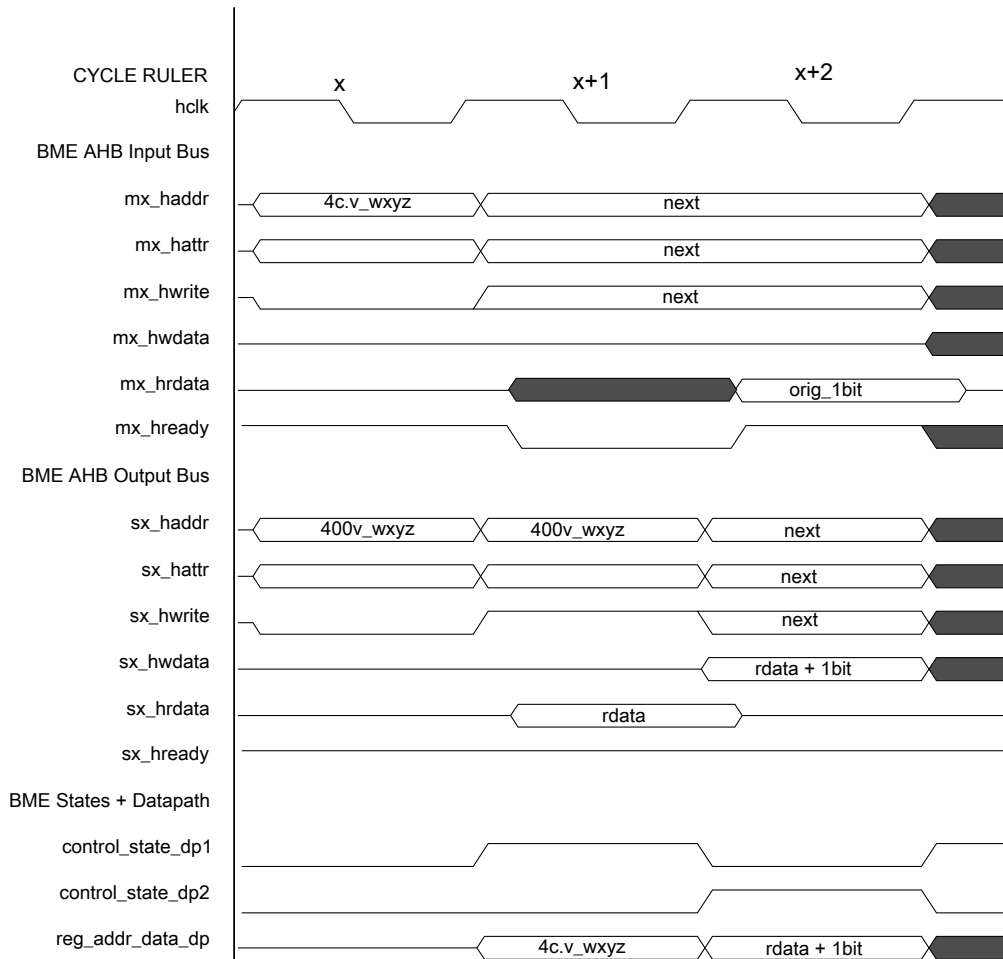 CYCLE RULER x x+1 x+2
hclk
BME AHB Input Bus
mx_haddr 4c.v_wxyz next
mx_hattr next
mx_hwrite next
mx_hwdata
mx_hrdata orig_1bit
mx_hready
BME AHB Output Bus
sx_haddr 400v_wxyz 400v_wxyz next
sx_hattr next
sx_hwrite next
sx_hwdata rdata + 1bit
sx_hrdata rdata
sx_hready
BME States + Datapath
control_state_dp1
control_state_dp2
reg_addr_data_dp 4c.v_wxyz rdata + 1bit